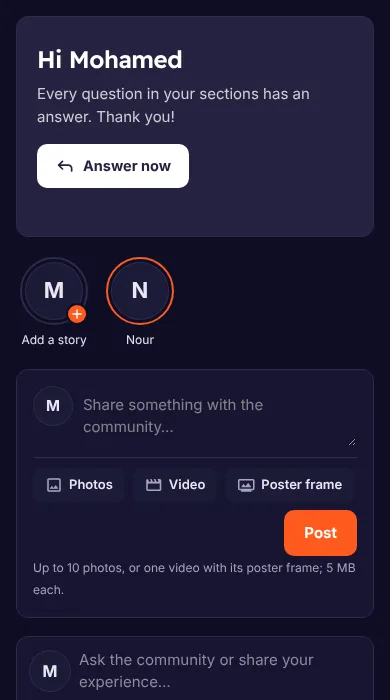 Hi Mohamed
Every question in your sections has an
answer. Thank you!
Answer now
M
N
Add a story
Nour
M
Share something with the
community...
Photos
Video
Poster frame
Post
Up to 10 photos, or one video with its poster frame; 5 MB
each.
M
Ask the community or share your
experience...